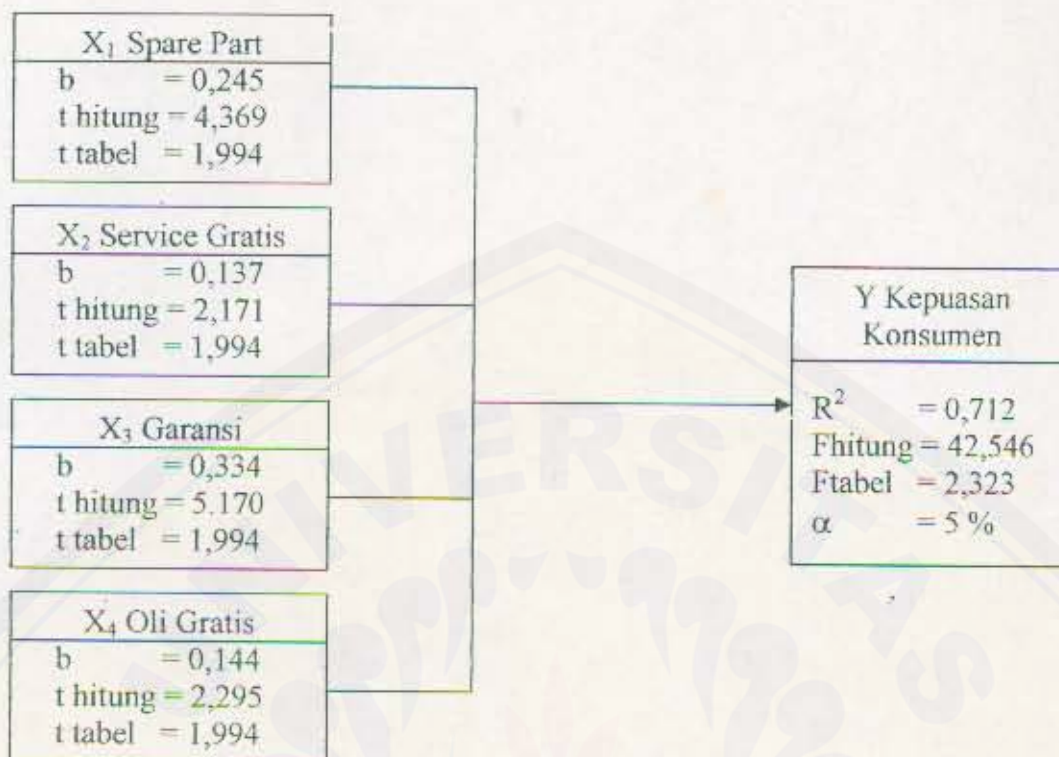 X₁ Spare Part
b = 0,245
t hitung = 4,369
t tabel = 1,994
X₂ Service Gratis
b = 0,137
t hitung = 2,171
t tabel = 1,994
X₃ Garansi
b = 0,334
t hitung = 5,170
t tabel = 1,994
X₄ Oli Gratis
b = 0,144
t hitung = 2,295
t tabel = 1,994
Y Kepuasan
Konsumen
R² = 0,712
Fhitung = 42,546
Ftabel = 2,323
α = 5 %
UNIVERSITAS